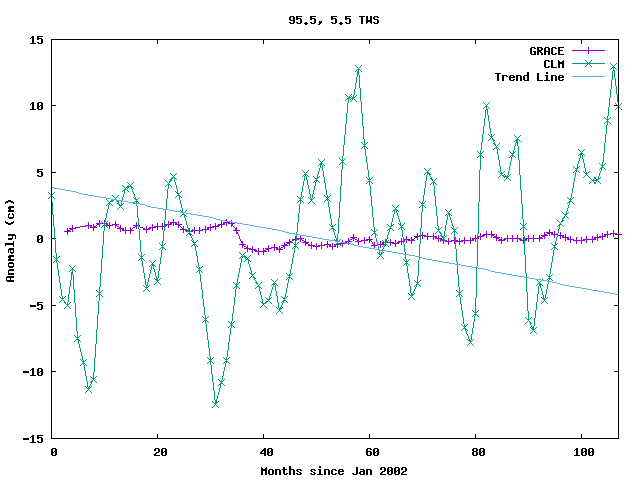 95.5, 5.5 TWS
GRACE
CLM
Trend Line
15
10
5
0
-5
-10
-15
Anomaly (cm)
0 20 40 60 80 100
Months since Jan 2002